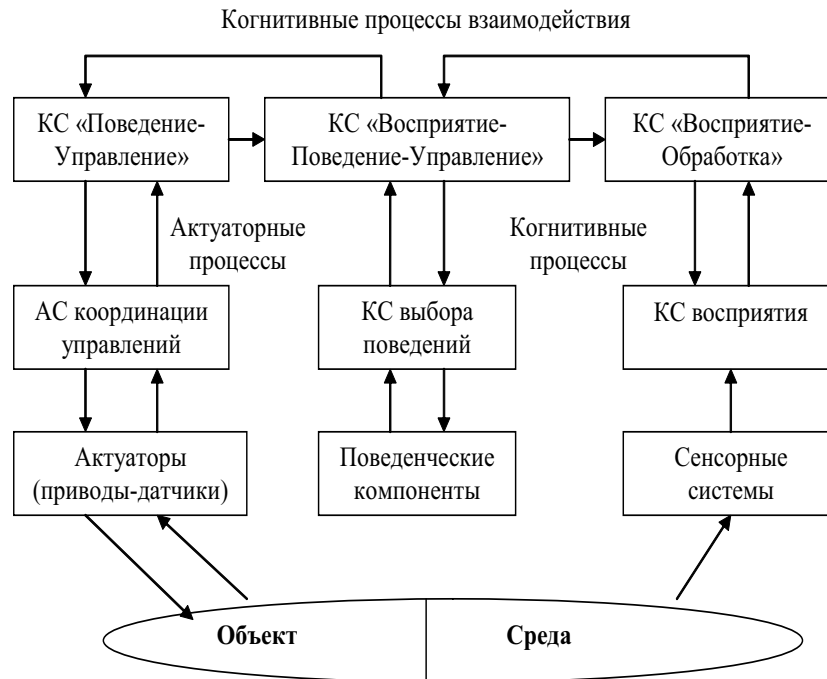 Когнитивные процессы взаимодействия
КС «Поведение-
Управление»
КС «Восприятие-
Поведение-Управление»
КС «Восприятие-
Обработка»
Актуаторные
процессы
Когнитивные
процессы
АС координации
управлений
КС выбора
поведений
КС восприятия
Актуаторы
(приводы-датчики)
Поведенческие
компоненты
Сенсорные
системы
Объект
Среда